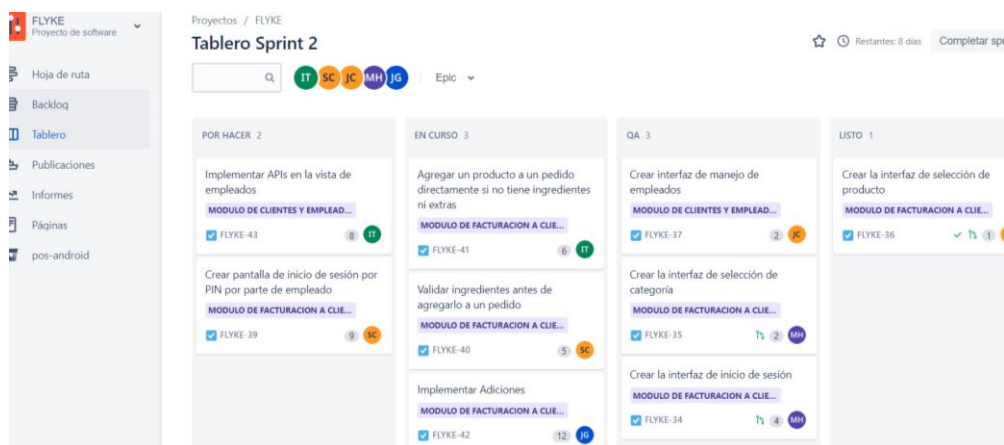 FLYKE
Proyecto de software
Hoja de ruta
Backlog
Tablero
Publicaciones
Informes
Páginas
pos-android
Proyectos / FLYKE
Tablero Sprint 2
IT SC JC MH JG Epic
Restantes: 8 días
Completar spr
POR HACER 2
Implementar APIs en la vista de
empleados
MODULO DE CLIENTES Y EMPLEAD...
FLYKE-43 8 IT
Crear pantalla de inicio de sesión por
PIN por parte de empleado
MODULO DE FACTURACION A CLIE...
FLYKE-39 9 SC
EN CURSO 3
Agregar un producto a un pedido
directamente si no tiene ingredientes
ni extras
MODULO DE FACTURACION A CLIE...
FLYKE-41 6 IT
Validar ingredientes antes de
agregarlo a un pedido
MODULO DE FACTURACION A CLIE...
FLYKE-40 5 SC
Implementar Adiciones
MODULO DE FACTURACION A CLIE...
FLYKE-42 12 JG
QA 3
Crear interfaz de manejo de
empleados
MODULO DE CLIENTES Y EMPLEAD...
FLYKE-37 2 JC
Crear la interfaz de selección de
categoría
MODULO DE FACTURACION A CLIE...
FLYKE-35 2 MH
Crear la interfaz de inicio de sesión
MODULO DE FACTURACION A CLIE...
FLYKE-34 4 MH
LISTO 1
Crear la interfaz de selección de
producto
MODULO DE FACTURACION A CLIE...
FLYKE-36 1